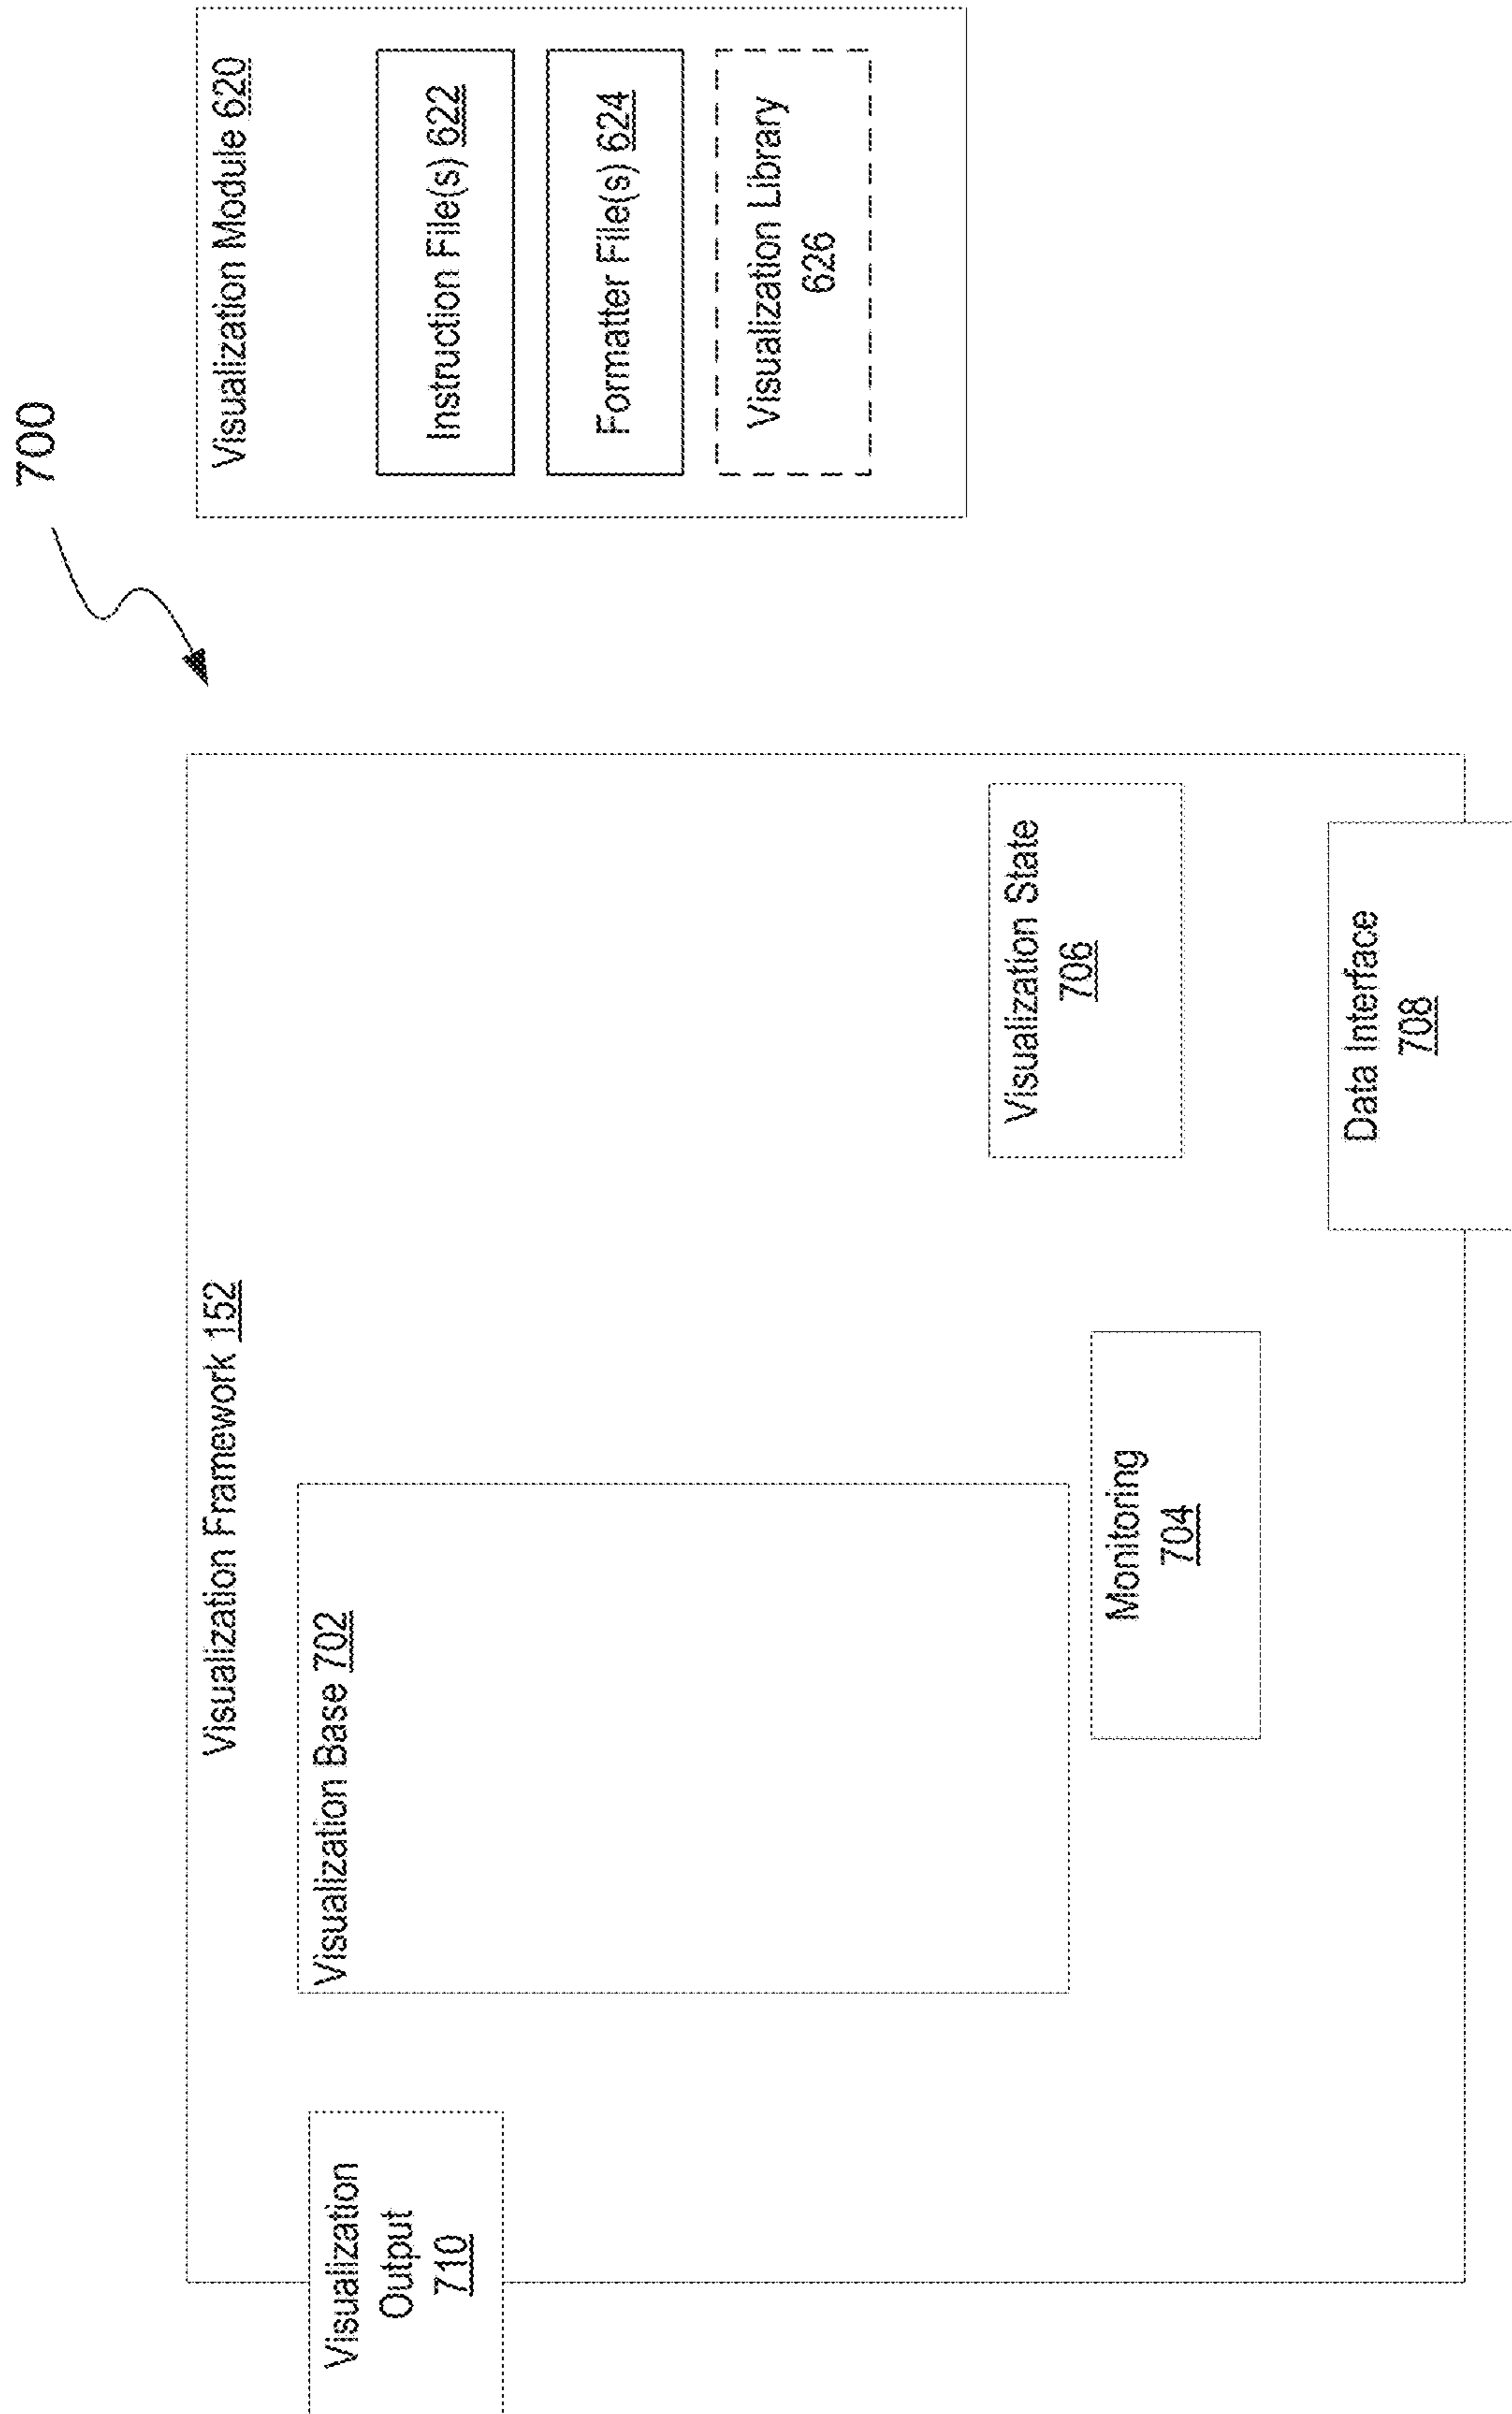 700
Visualization Framework 152
Visualization Module 620
Visualization
Output
710
Visualization Base 702
Instruction File(s) 622
Formatter File(s) 624
Visualization Library
626
Visualization State
706
Monitoring
704
Data Interface
708